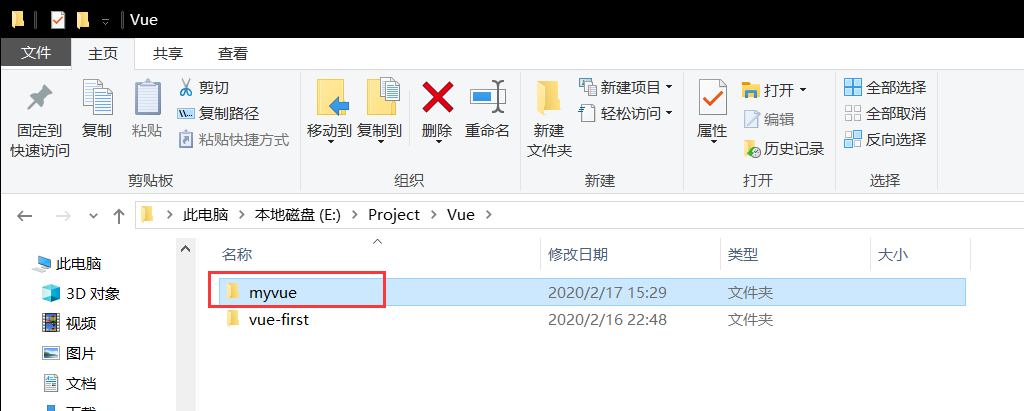 Vue
文件 主页 共享 查看
固定到
快速访问
复制
粘贴
剪切
复制路径
粘贴快捷方式
剪贴板
移动到
复制到
删除
重命名
组织
新建
文件夹
新建项目
轻松访问
新建
属性
打开
编辑
历史记录
打开
全部选择
全部取消
反向选择
选择
此电脑 > 本地磁盘 (E:) > Project > Vue >
名称 修改日期 类型 大小
myvue 2020/2/17 15:29 文件夹
vue-first 2020/2/16 22:48 文件夹
此电脑
3D 对象
视频
图片
文档